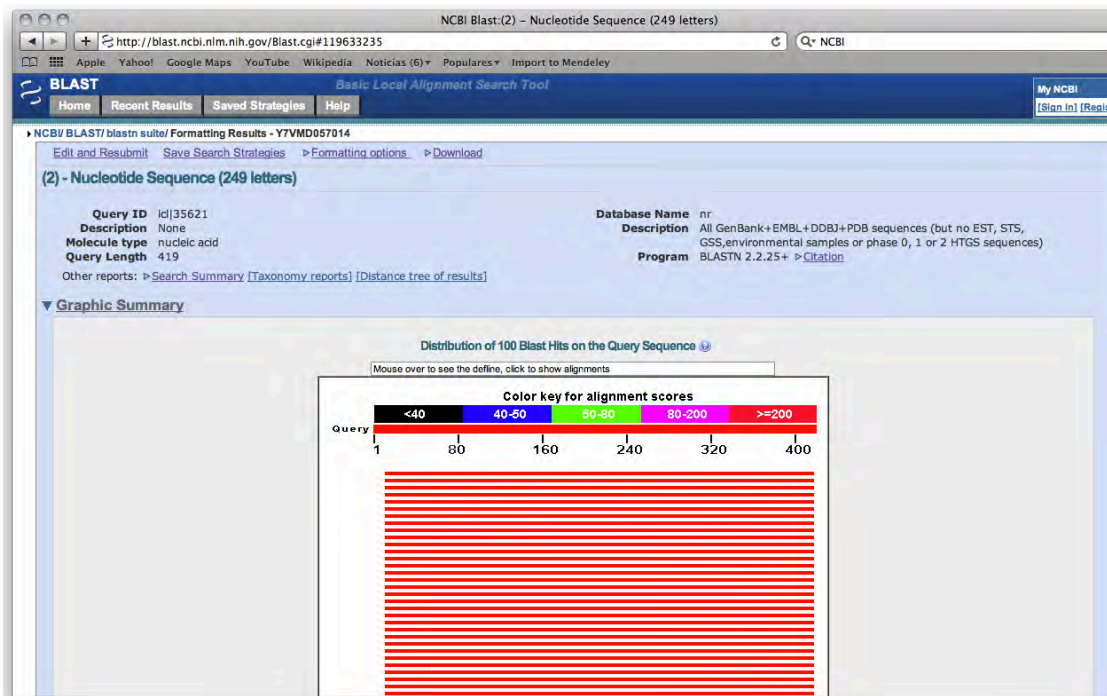 NCBI Blast:(2) – Nucleotide Sequence (249 letters)
http://blast.ncbi.nlm.nih.gov/Blast.cgi#119633235
NCBI
Apple Yahoo! Google Maps YouTube Wikipedia Noticias (6) Populares Import to Mendeley
BLAST Basic Local Alignment Search Tool
My NCBI
Home Recent Results Saved Strategies Help
[Sign In] [Regi
NCBI/ BLAST/ blastn suite/ Formatting Results - Y7VMD057014
Edit and Resubmit Save Search Strategies Formatting options Download
(2) - Nucleotide Sequence (249 letters)
Query ID lcl|35621
Description None
Molecule type nucleic acid
Query Length 419
Database Name nr
Description All GenBank+EMBL+DDBJ+PDB sequences (but no EST, STS,
GSS,environmental samples or phase 0, 1 or 2 HTGS sequences)
Program BLASTN 2.2.25+ Citation
Other reports: Search Summary [Taxonomy reports] [Distance tree of results]
Graphic Summary
Distribution of 100 Blast Hits on the Query Sequence
Mouse over to see the defline, click to show alignments
Color key for alignment scores
<40 40-50 50-80 80-200 >=200
Query
1 80 160 240 320 400